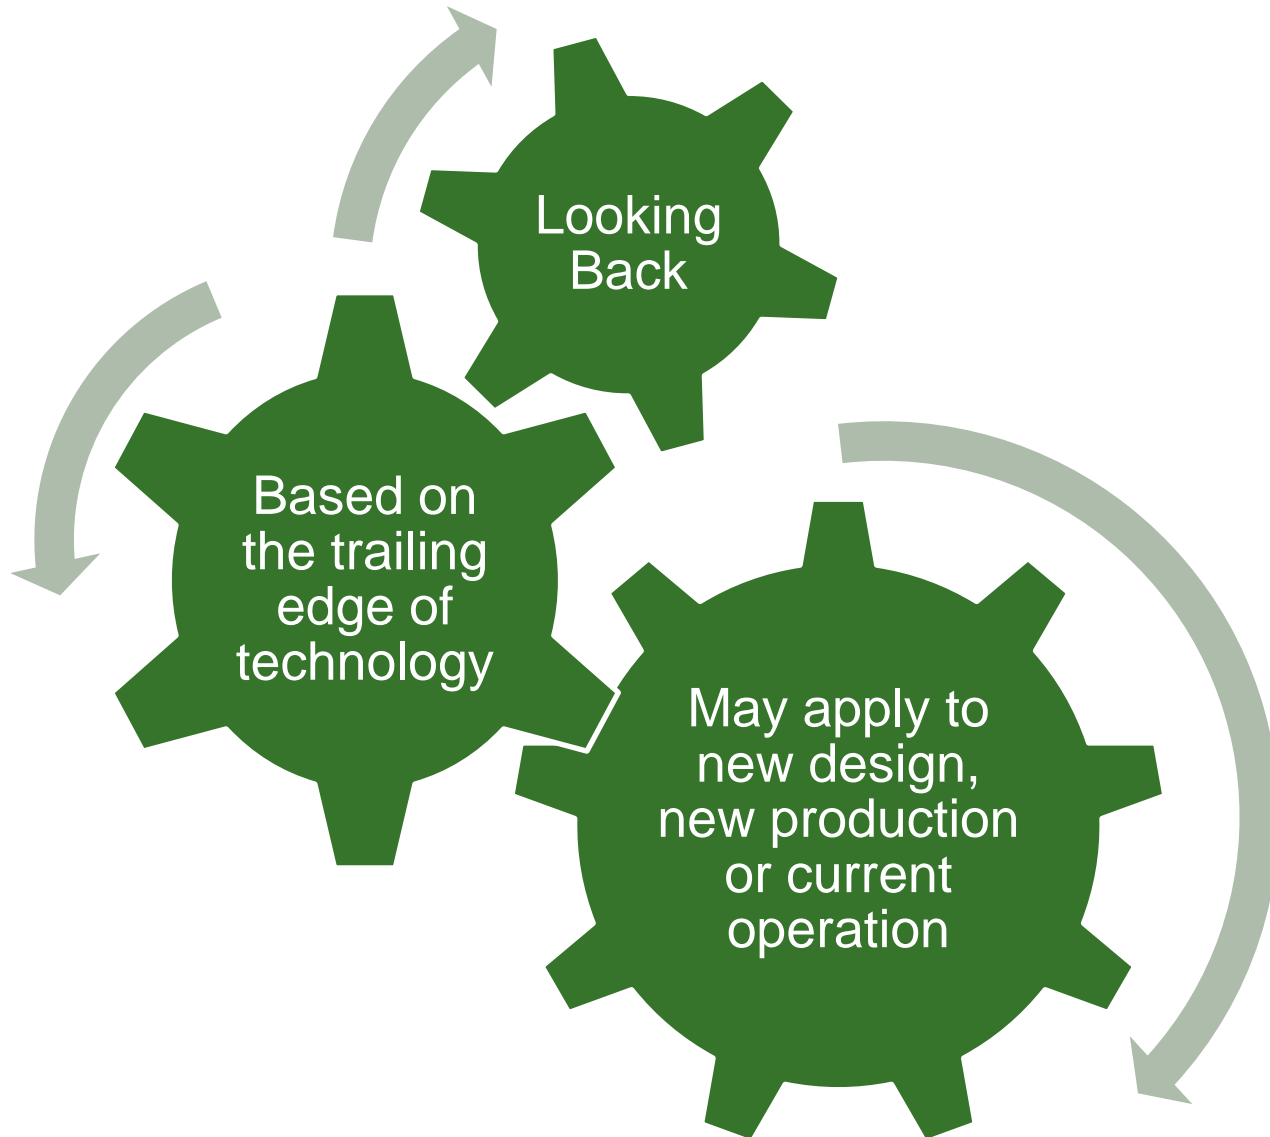 Looking
Back
Based on
the trailing
edge of
technology
May apply to
new design,
new production
or current
operation